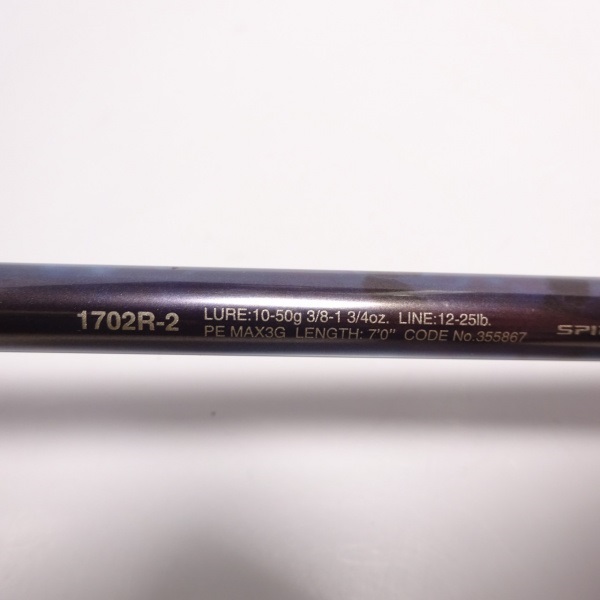 1702R-2
LURE:10-50g 3/8-1 3/4oz. LINE:12-25lb.
PE MAX3G LENGTH: 7'0" CODE No.355867